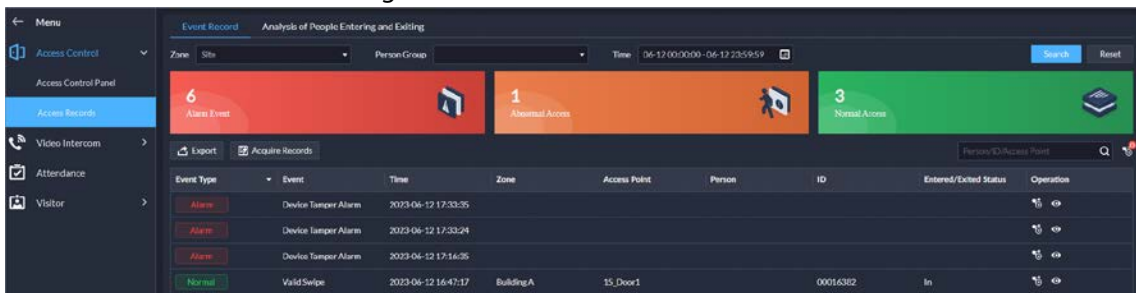 Menu
Event Record Analysis of People Entering and Exiting
Access Control
Zone Site Person Group Time 06-12 00:00:00 - 06-12 23:59:59 Search Reset
Access Control Panel
6
Alarm Event
1
Abnormal Access
3
Normal Access
Access Records
Video Intercom
Export Acquire Records Person/ID/Access Point
Attendance
Event Type Event Time Zone Access Point Person ID Entered/Exited Status Operation
Visitor
Alarm Device Tamper Alarm 2023-06-12 17:33:35
Alarm Device Tamper Alarm 2023-06-12 17:33:24
Alarm Device Tamper Alarm 2023-06-12 17:16:35
Normal Valid Swipe 2023-06-12 16:47:17 Building A 15_Door1 00016382 In